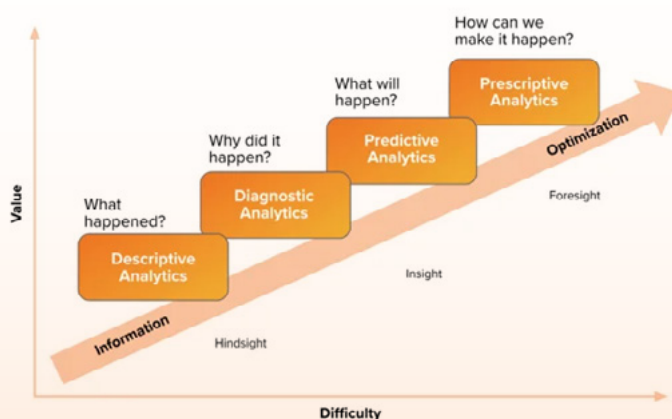 How can we
make it happen?
Prescriptive
Analytics
What will
happen?
Predictive
Analytics
Optimization
Why did it
happen?
Diagnostic
Analytics
Foresight
What
happened?
Descriptive
Analytics
Insight
Information
Hindsight
Value
Difficulty